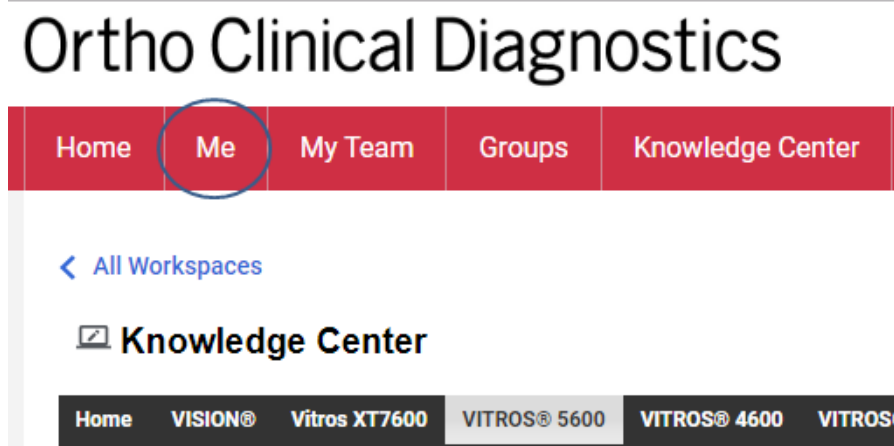 Ortho Clinical Diagnostics
Home Me My Team Groups Knowledge Center
All Workspaces
Knowledge Center
Home VISION® Vitros XT7600 VITROS® 5600 VITROS® 4600 VITROS